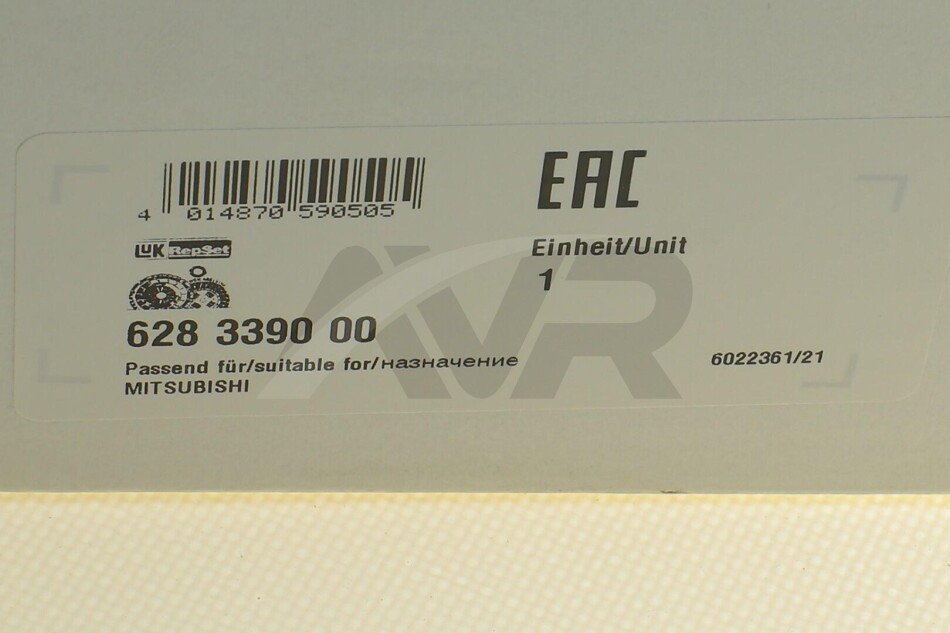 4 014870 590505
EAC
LUK RepSet
Einheit/Unit
1
628 3390 00
Passend für/suitable for/назначение
MITSUBISHI
6022361/21
AVR